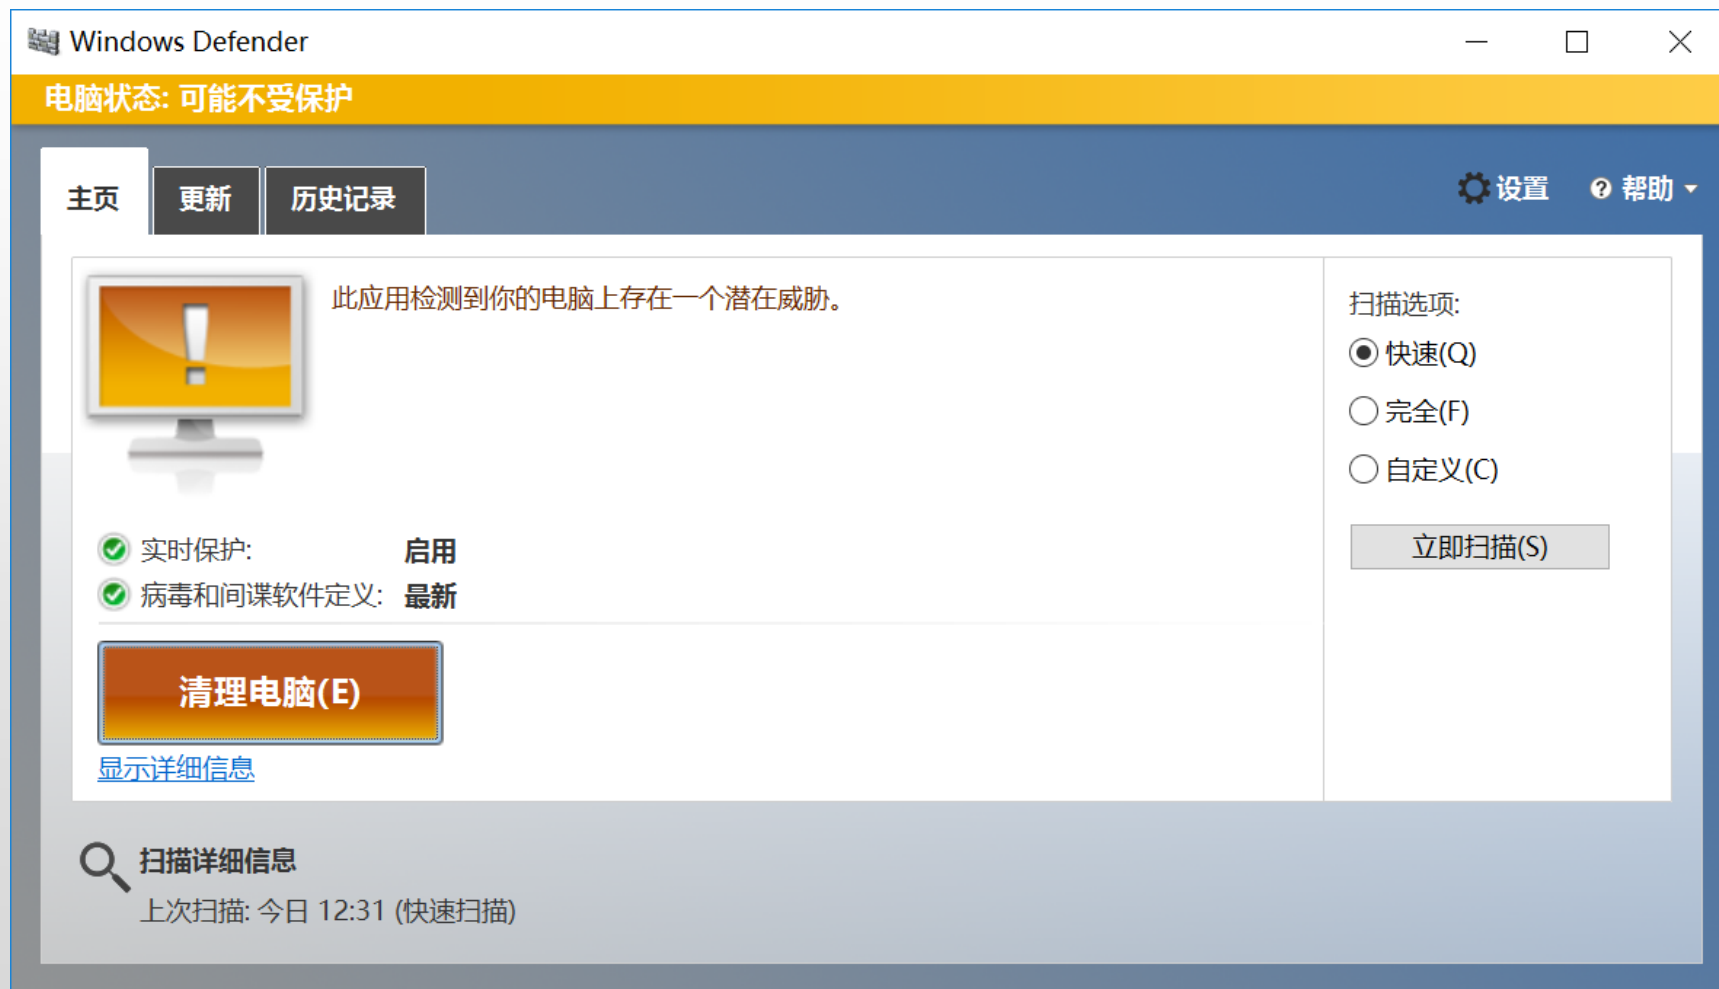 Windows Defender
电脑状态: 可能不受保护
主页
更新
历史记录
设置
帮助
此应用检测到你的电脑上存在一个潜在威胁。
扫描选项:
快速(Q)
完全(F)
自定义(C)
立即扫描(S)
实时保护: 启用
病毒和间谍软件定义: 最新
清理电脑(E)
显示详细信息
扫描详细信息
上次扫描: 今日 12:31 (快速扫描)